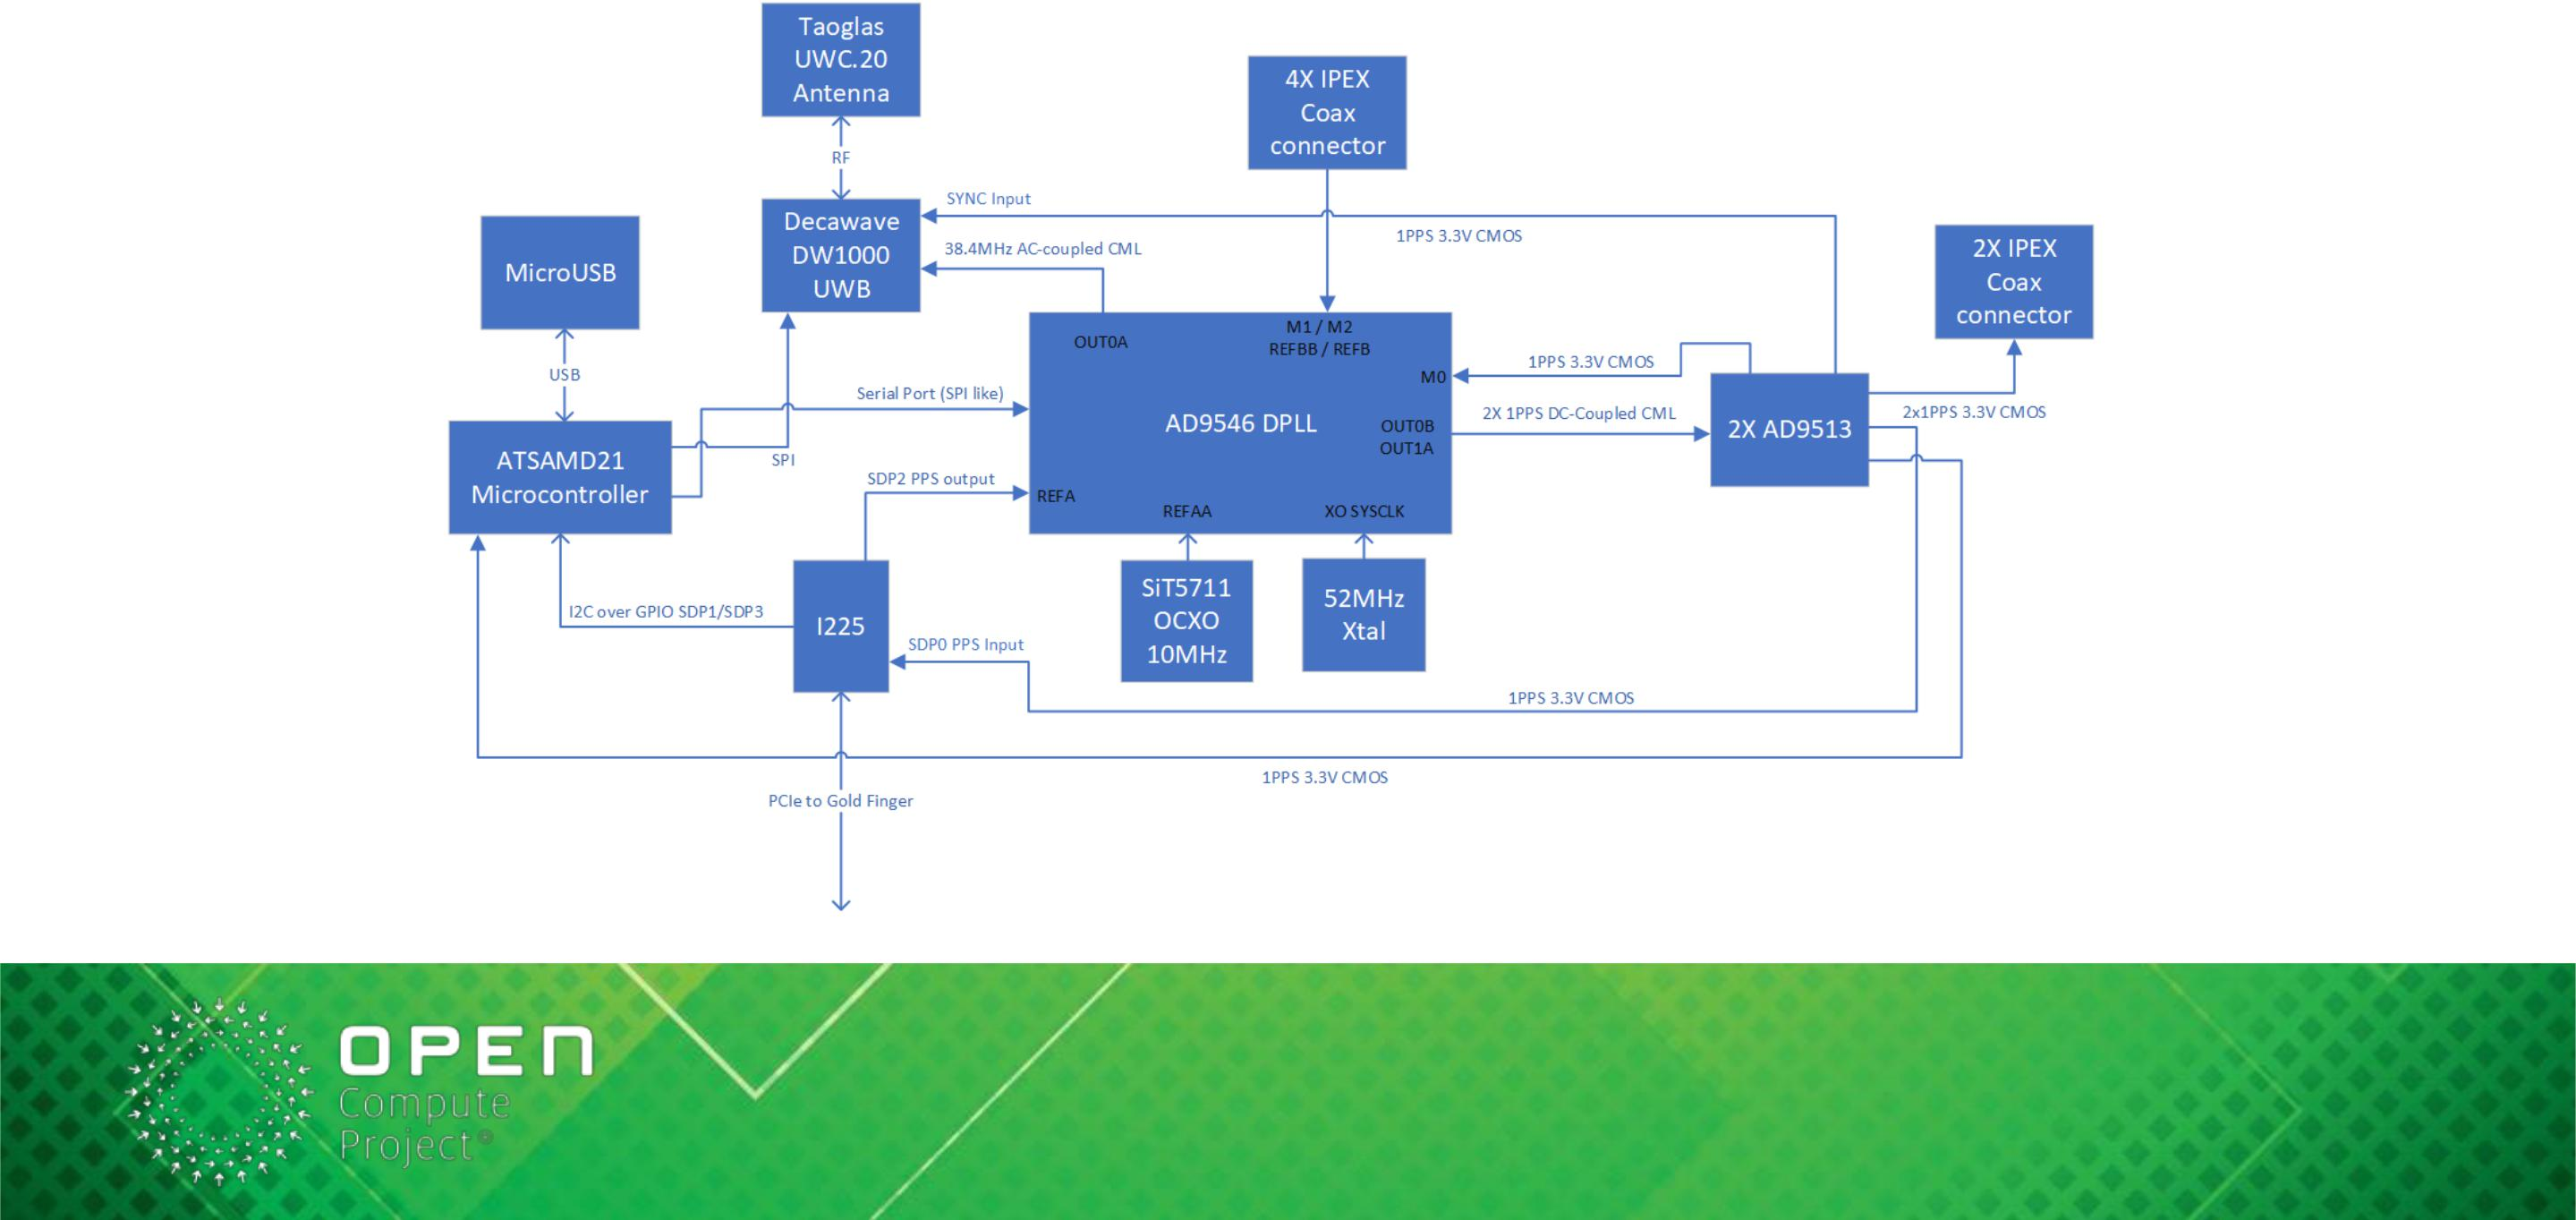 Taoglas
UWC.20
Antenna
RF
4X IPEX
Coax
connector
SYNC Input
1PPS 3.3V CMOS
Decawave
DW1000
UWB
38.4MHz AC-coupled CML
MicroUSB
USB
2X IPEX
Coax
connector
OUT0A
M1 / M2
REFBB / REFB
1PPS 3.3V CMOS
M0
Serial Port (SPI like)
AD9546 DPLL
2X 1PPS DC-Coupled CML
OUT0B
OUT1A
2X AD9513
2x1PPS 3.3V CMOS
ATSAMD21
Microcontroller
SPI
SDP2 PPS output
REFA
REFAA
XO SYSCLK
I2C over GPIO SDP1/SDP3
I225
SDP0 PPS Input
SiT5711
OCXO
10MHz
52MHz
Xtal
1PPS 3.3V CMOS
1PPS 3.3V CMOS
PCIe to Gold Finger
OPEN
Compute
Project®